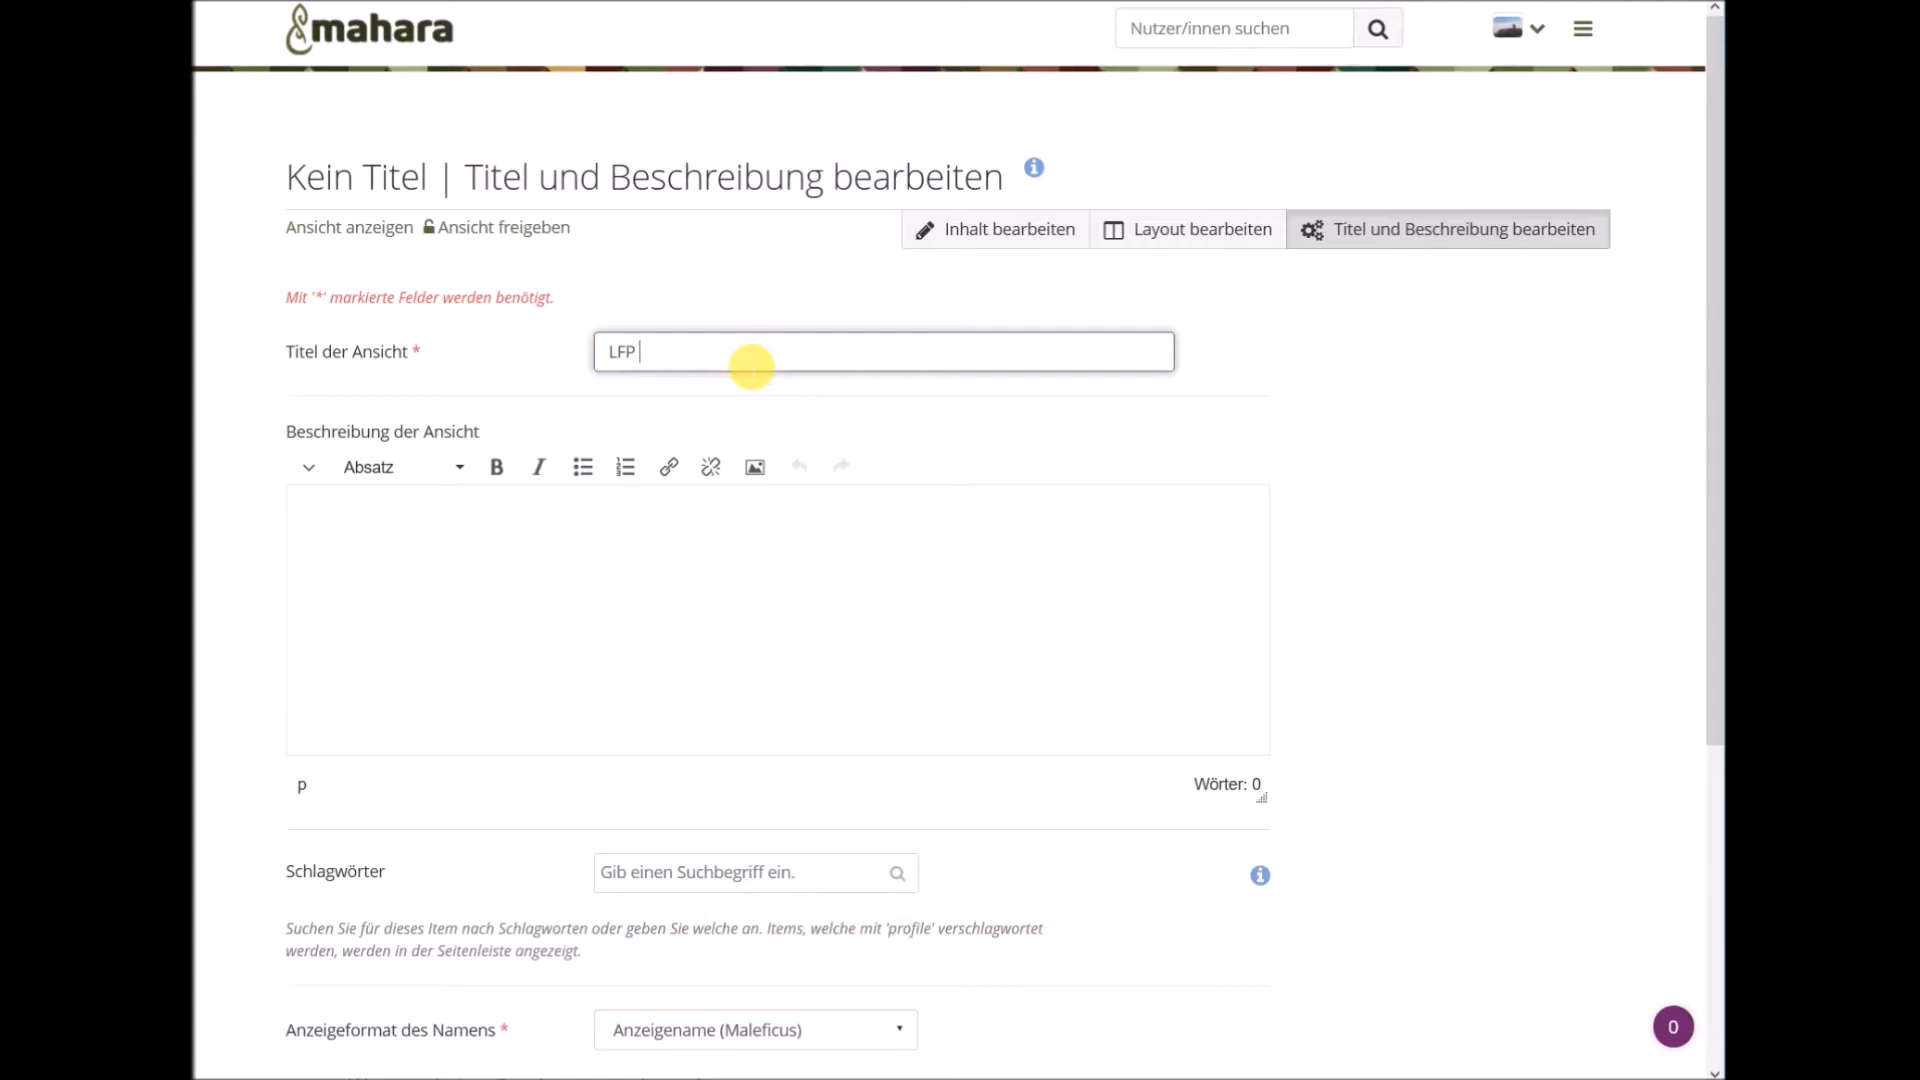 mahara
Nutzer/innen suchen
Kein Titel | Titel und Beschreibung bearbeiten
Ansicht anzeigen Ansicht freigeben
Inhalt bearbeiten Layout bearbeiten Titel und Beschreibung bearbeiten
Mit '*' markierte Felder werden benötigt.
Titel der Ansicht * LFP
Beschreibung der Ansicht
Absatz B I
p Wörter: 0
Schlagwörter Gib einen Suchbegriff ein.
Suchen Sie für dieses Item nach Schlagworten oder geben Sie welche an. Items, welche mit 'profile' verschlagwortet
werden, werden in der Seitenleiste angezeigt.
Anzeigeformat des Namens * Anzeigename (Maleficus)
0